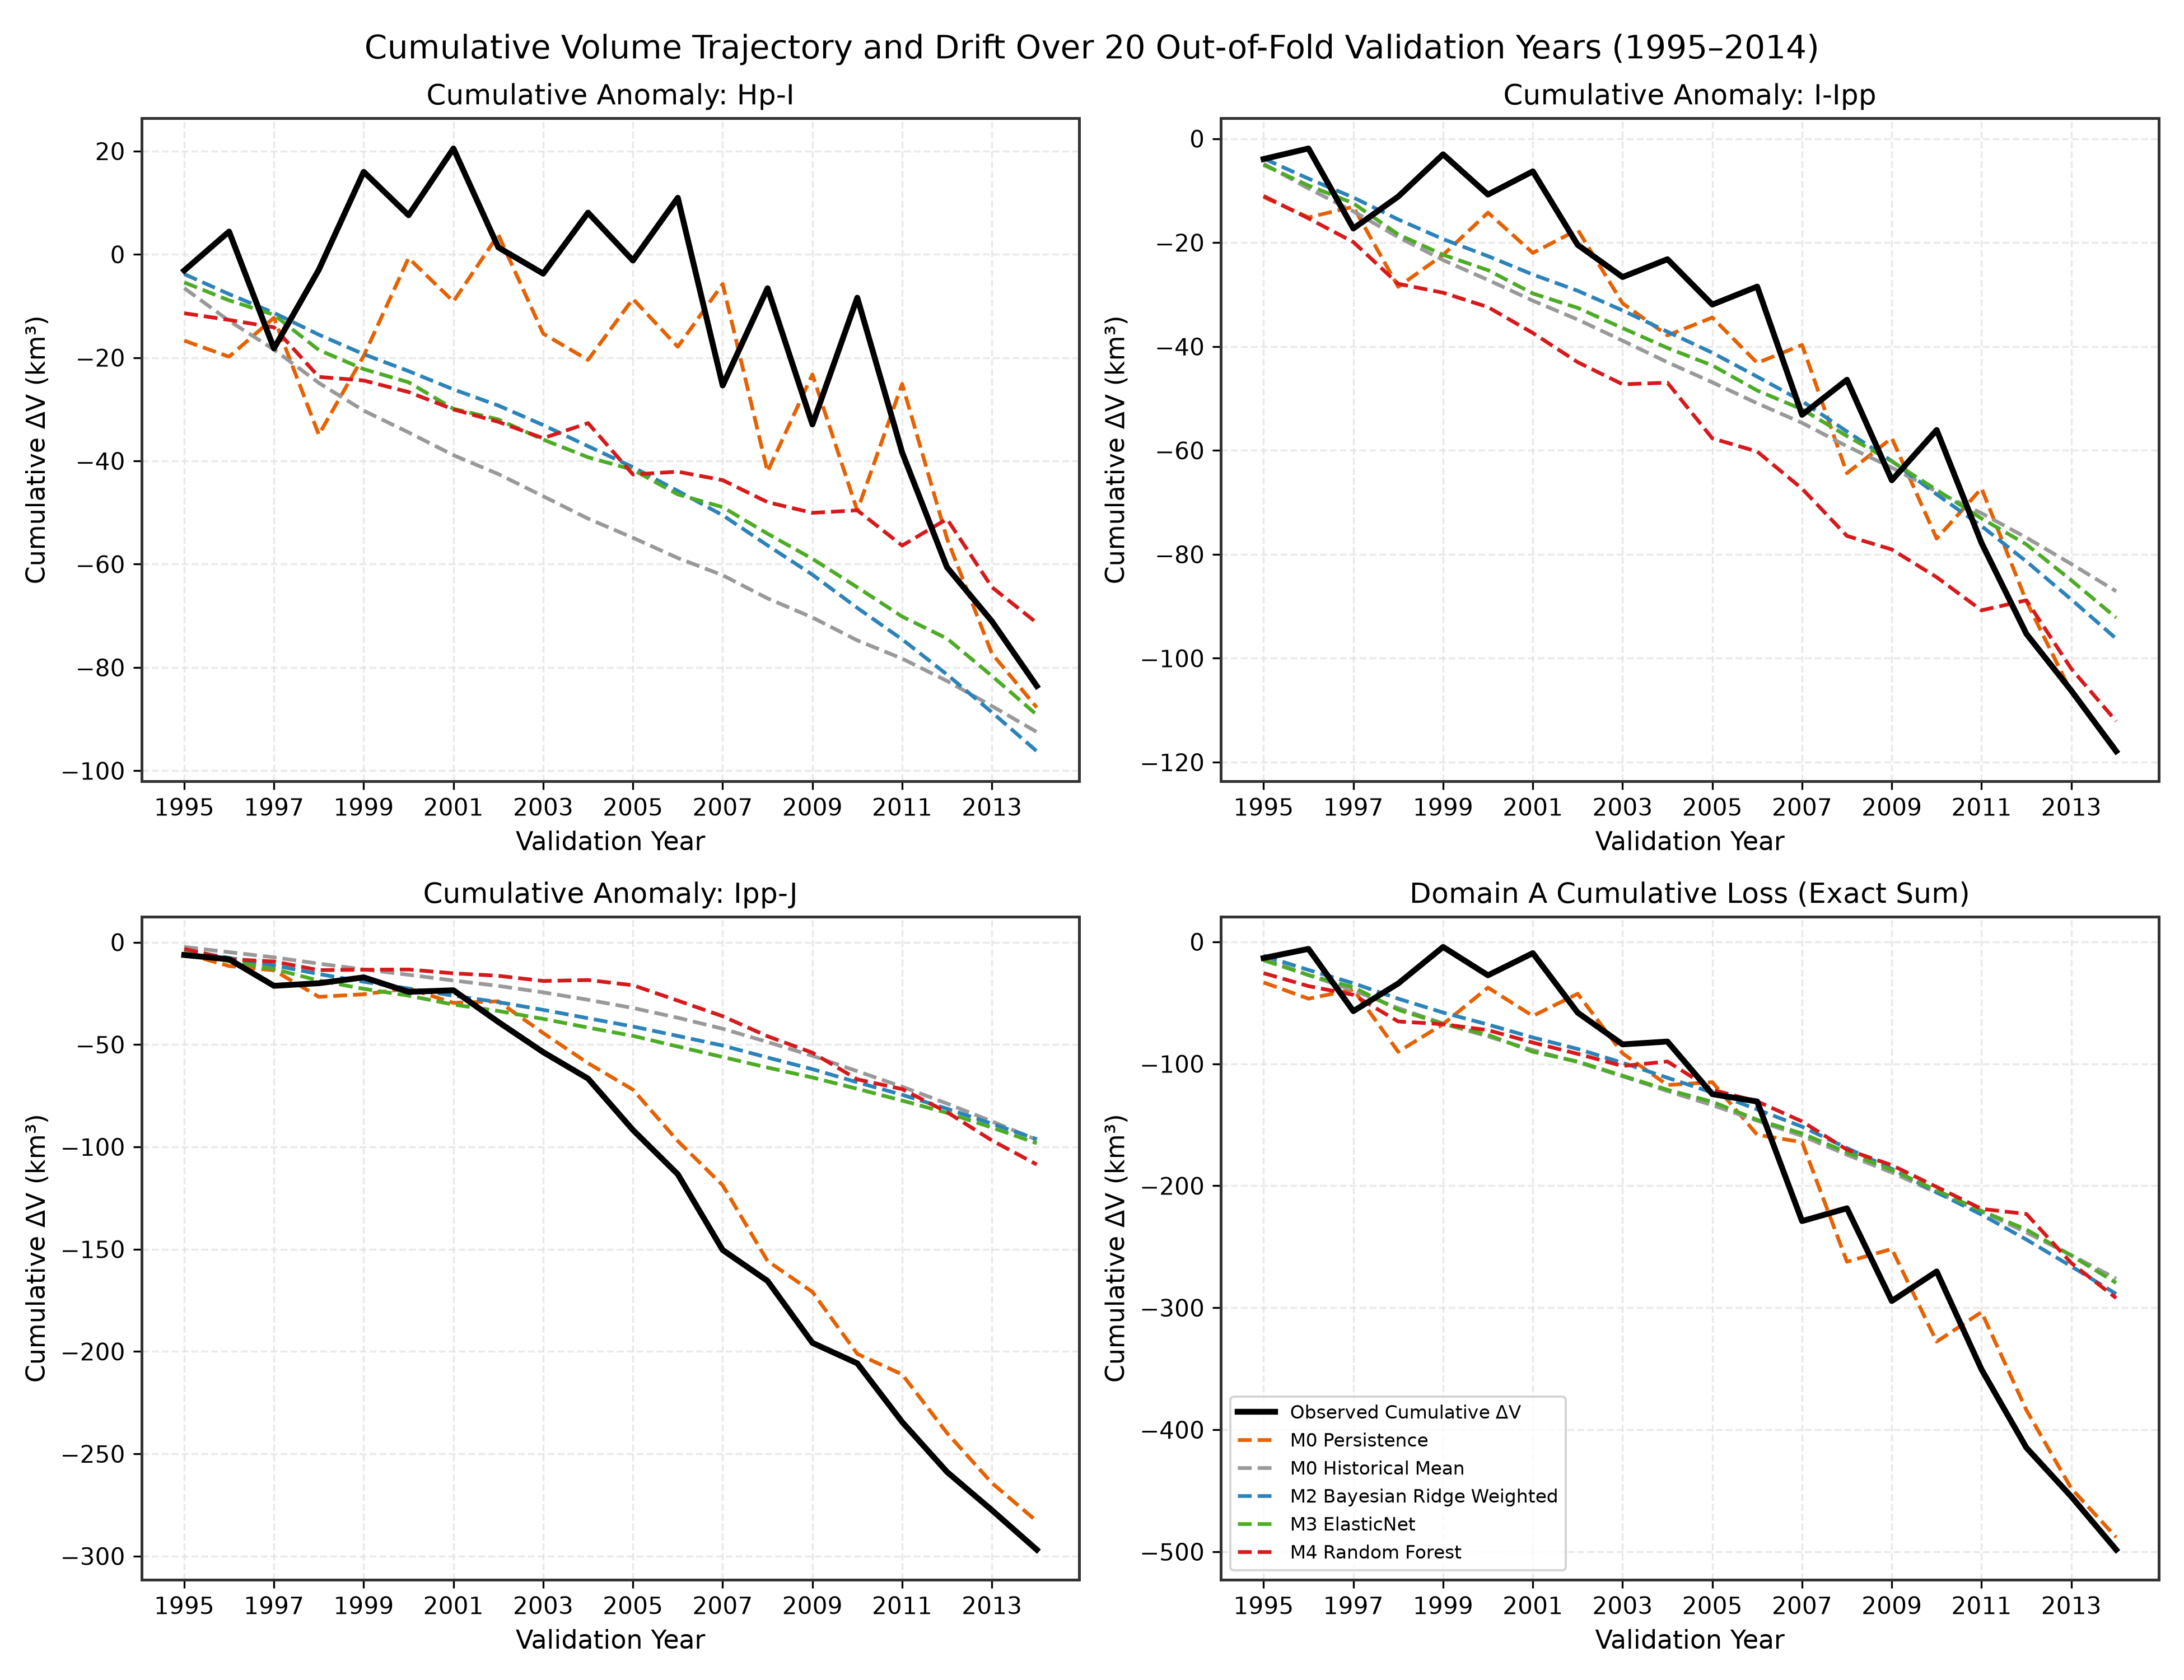 Cumulative Volume Trajectory and Drift Over 20 Out-of-Fold Validation Years (1995–2014)
Cumulative Anomaly: Hp-I
Cumulative ΔV (km³)
20
0
−20
−40
−60
−80
−100
1995 1997 1999 2001 2003 2005 2007 2009 2011 2013
Validation Year
Cumulative Anomaly: I-Ipp
Cumulative ΔV (km³)
0
−20
−40
−60
−80
−100
−120
1995 1997 1999 2001 2003 2005 2007 2009 2011 2013
Validation Year
Cumulative Anomaly: Ipp-J
Cumulative ΔV (km³)
0
−50
−100
−150
−200
−250
−300
1995 1997 1999 2001 2003 2005 2007 2009 2011 2013
Validation Year
Domain A Cumulative Loss (Exact Sum)
Cumulative ΔV (km³)
0
−100
−200
−300
−400
−500
Observed Cumulative ΔV
M0 Persistence
M0 Historical Mean
M2 Bayesian Ridge Weighted
M3 ElasticNet
M4 Random Forest
1995 1997 1999 2001 2003 2005 2007 2009 2011 2013
Validation Year